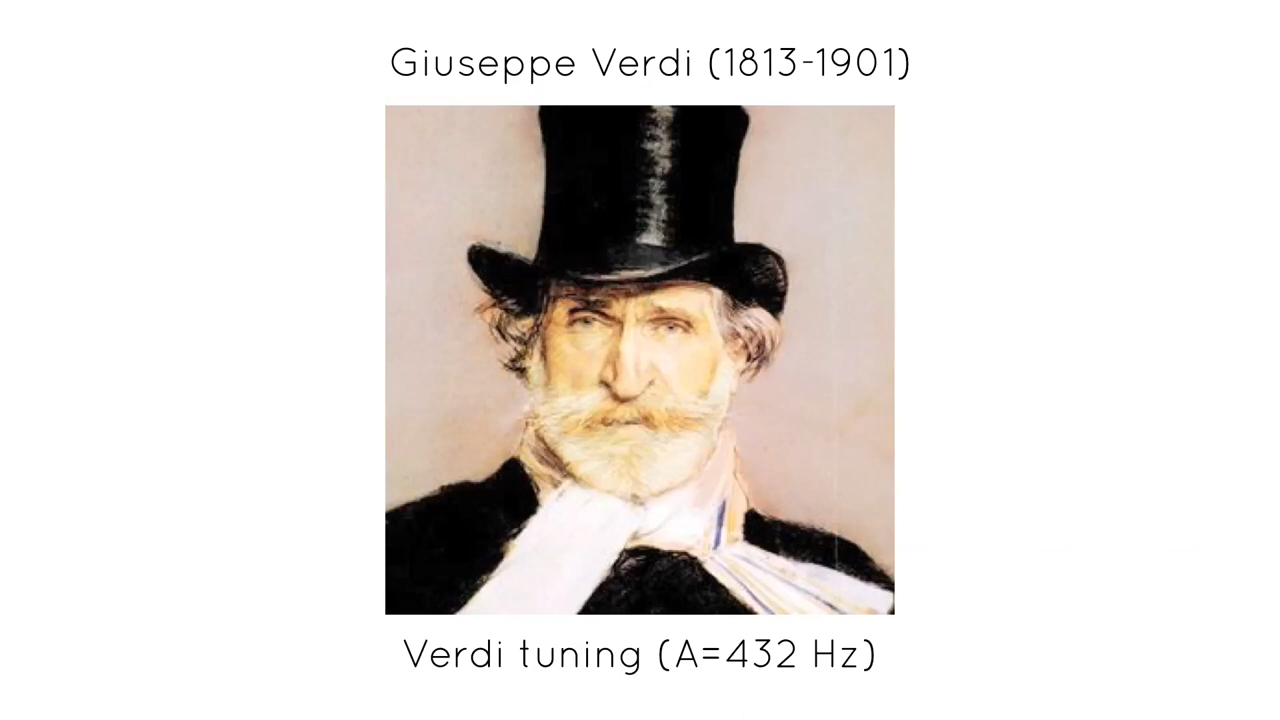 Giuseppe Verdi (1813-1901)
Verdi tuning (A=432 Hz)